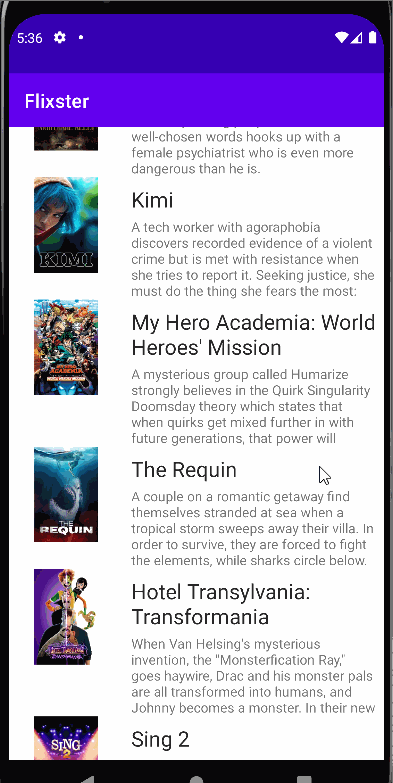 5:36
Flixster
well-chosen words hooks up with a
female psychiatrist who is even more
dangerous than he is.
Kimi
A tech worker with agoraphobia
discovers recorded evidence of a violent
crime but is met with resistance when
she tries to report it. Seeking justice, she
must do the thing she fears the most:
KIMI
My Hero Academia: World
Heroes' Mission
A mysterious group called Humarize
strongly believes in the Quirk Singularity
Doomsday theory which states that
when quirks get mixed further in with
future generations, that power will
The Requin
A couple on a romantic getaway find
themselves stranded at sea when a
tropical storm sweeps away their villa. In
order to survive, they are forced to fight
the elements, while sharks circle below.
THE
REQUIN
Hotel Transylvania:
Transformania
When Van Helsing's mysterious
invention, the "Monsterfication Ray,"
goes haywire, Drac and his monster pals
are all transformed into humans, and
Johnny becomes a monster. In their new
Sing 2
SING
2